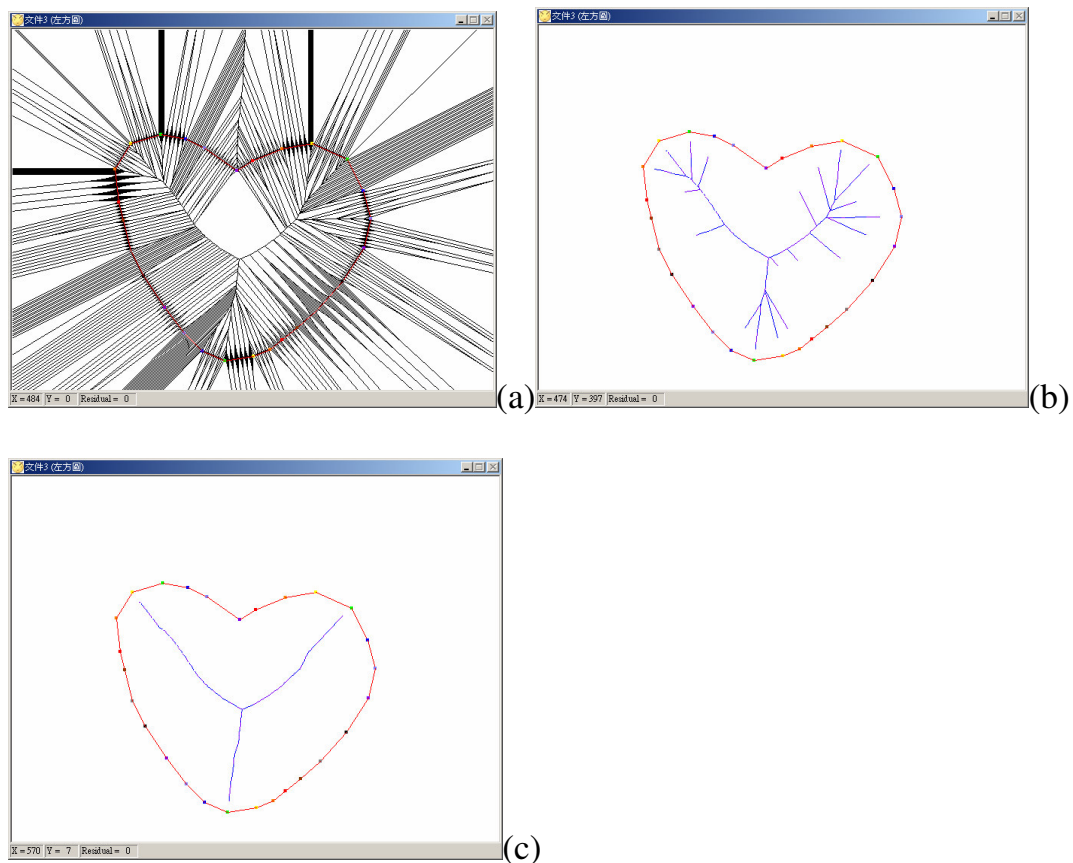 文件3 (左方圖)
X = 484 Y = 0 Residual = 0
(a)
文件3 (左方圖)
X = 474 Y = 397 Residual = 0
(b)
文件3 (左方圖)
X = 570 Y = 7 Residual = 0
(c)